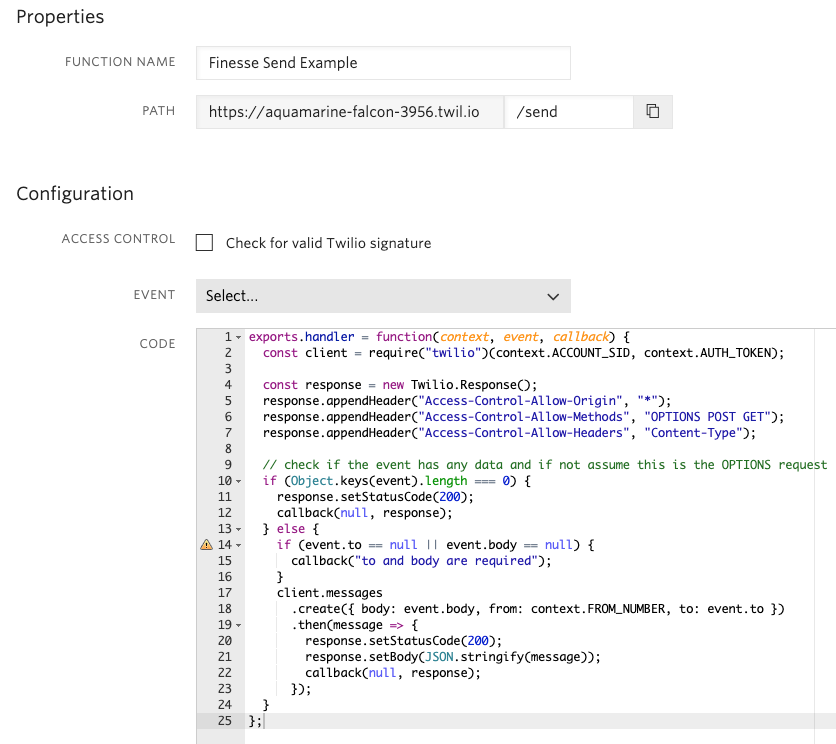 Properties
FUNCTION NAME Finesse Send Example
PATH https://aquamarine-falcon-3956.twil.io /send
Configuration
ACCESS CONTROL Check for valid Twilio signature
EVENT Select...
CODE
1 exports.handler = function(context, event, callback) {
2   const client = require("twilio")(context.ACCOUNT_SID, context.AUTH_TOKEN);
3
4   const response = new Twilio.Response();
5   response.appendHeader("Access-Control-Allow-Origin", "*");
6   response.appendHeader("Access-Control-Allow-Methods", "OPTIONS POST GET");
7   response.appendHeader("Access-Control-Allow-Headers", "Content-Type");
8
9   // check if the event has any data and if not assume this is the OPTIONS request
10   if (Object.keys(event).length === 0) {
11     response.setStatusCode(200);
12     callback(null, response);
13   } else {
14     if (event.to == null || event.body == null) {
15       callback("to and body are required");
16     }
17     client.messages
18       .create({ body: event.body, from: context.FROM_NUMBER, to: event.to })
19       .then(message => {
20         response.setStatusCode(200);
21         response.setBody(JSON.stringify(message));
22         callback(null, response);
23       });
24   }
25 };